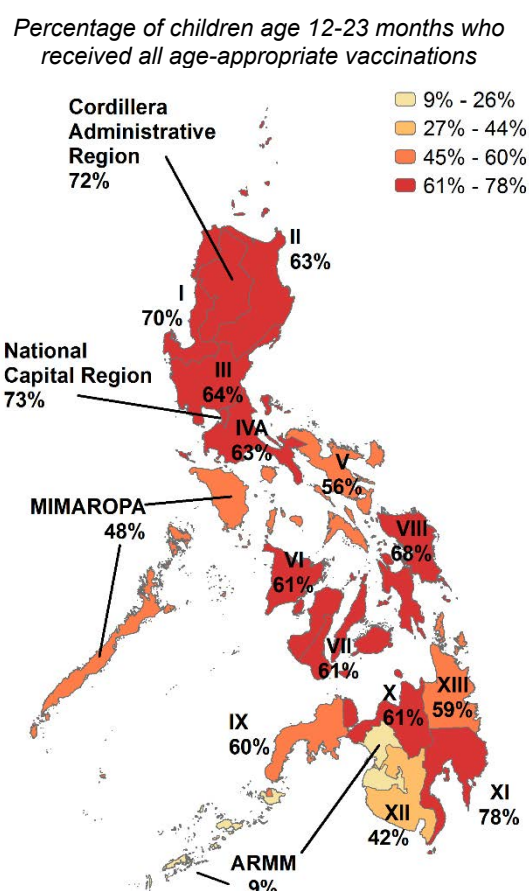 Percentage of children age 12-23 months who
received all age-appropriate vaccinations
9% - 26%
27% - 44%
45% - 60%
61% - 78%
Cordillera
Administrative
Region
72%
II
63%
I
70%
National
Capital Region
73%
III
64%
IVA
63%
V
56%
MIMAROPA
48%
VIII
68%
VI
61%
VII
61%
X
61%
XIII
59%
IX
60%
XI
78%
XII
42%
ARMM
9%